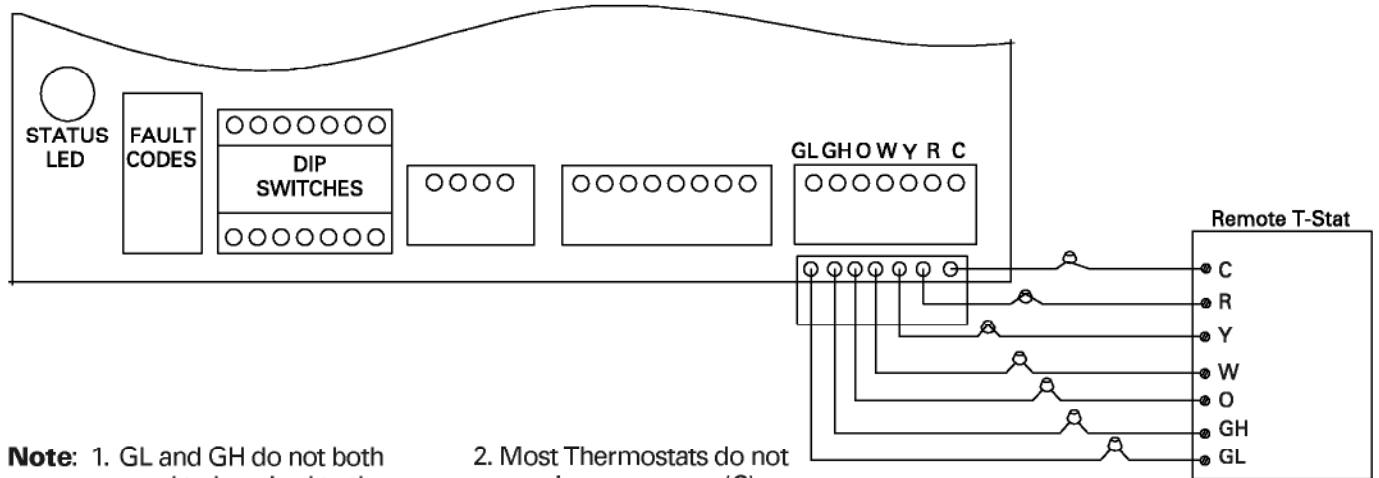 STATUS
LED
FAULT
CODES
DIP
SWITCHES
GL GH O W Y R C
Remote T-Stat
C
R
Y
W
O
GH
GL
Note: 1. GL and GH do not both
2. Most Thermostats do not